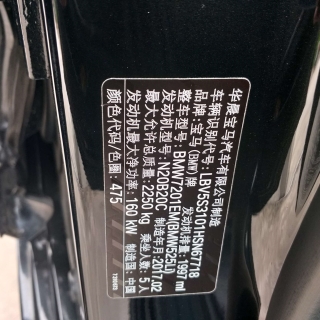 华晨宝马汽车有限公司制造
车辆识别代号:LBV5S3101HSN67718
品牌:宝马(BMW)牌 发动机排量:1997 ml
整车型号:BMW7201EM(BMW525Li)
发动机型号:N20B20C 制造年月:2017.02
最大允许总质量:2250 kg 乘坐人数:5人
发动机最大净功率:160 kW 制造国:中国
颜色代码/色圈:475